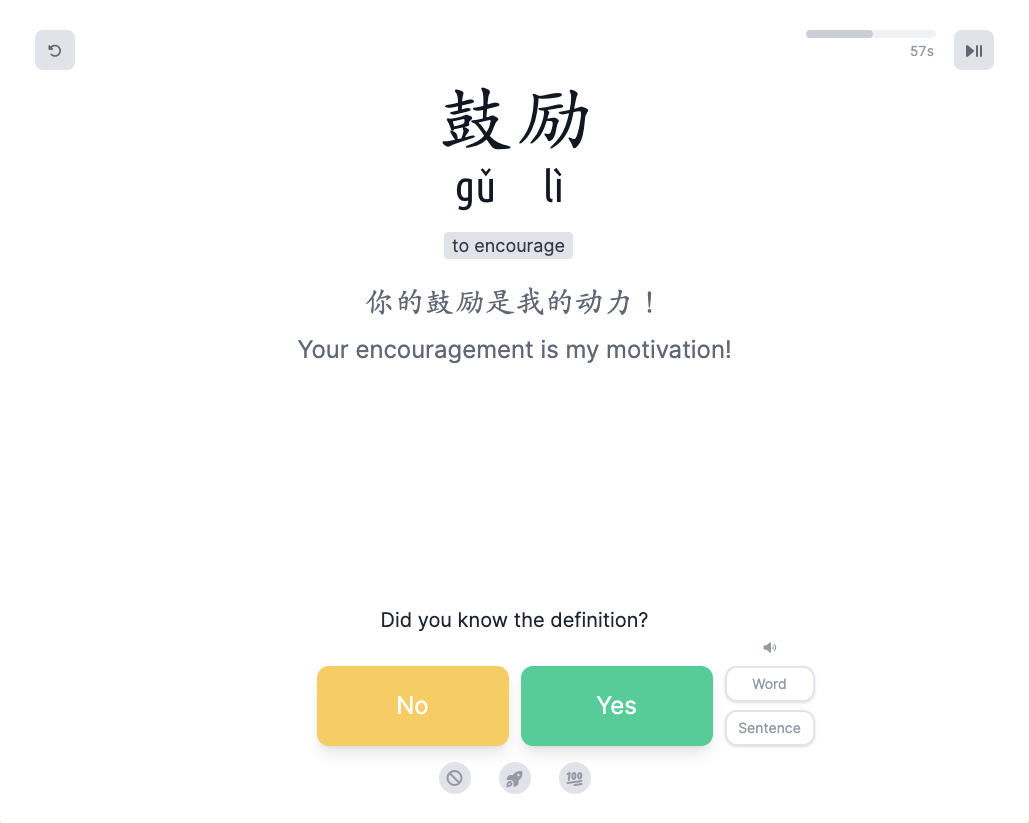 57s
鼓励
gǔ lì
to encourage
你的鼓励是我的动力！
Your encouragement is my motivation!
Did you know the definition?
No
Yes
Word
Sentence
100